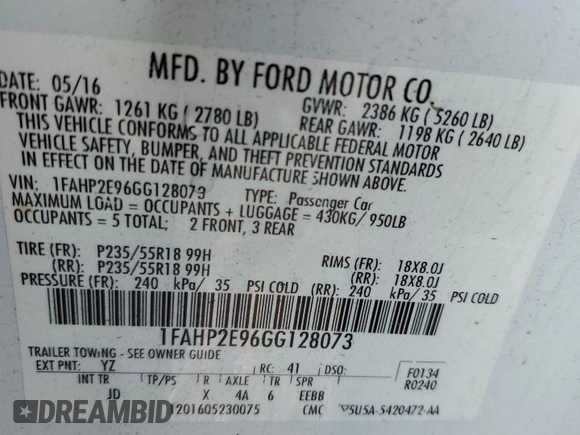 MFD. BY FORD MOTOR CO.
DATE: 05/16 GVWR: 2386 KG ( 5260 LB)
FRONT GAWR: 1261 KG ( 2780 LB) REAR GAWR: 1198 KG ( 2640 LB)
THIS VEHICLE CONFORMS TO ALL APPLICABLE FEDERAL MOTOR
VEHICLE SAFETY, BUMPER, AND THEFT PREVENTION STANDARDS
IN EFFECT ON THE DATE OF MANUFACTURE SHOWN ABOVE.
VIN: 1FAHP2E96GG128073 TYPE: Passenger Car
MAXIMUM LOAD = OCCUPANTS + LUGGAGE = 430KG/ 950LB
OCCUPANTS = 5 TOTAL; 2 FRONT, 3 REAR
TIRE (FR): P235/55R18 99H RIMS (FR): 18X8.0J
(RR): P235/55R18 99H (RR): 18X8.0J
PRESSURE (FR): 240 kPa/ 35 PSI COLD (RR): 240 kPa/ 35 PSI COLD
1FAHP2E96GG128073
TRAILER TOWING - SEE OWNER GUIDE
EXT PNT: YZ RC: 41 DSO: F0134
R0240
INT TR TP/PS R AXLE TR SPR
JD X 4A 6 EEBB
1201605230075 CMC 5U5A-5420472-AA
RIDESAFELY